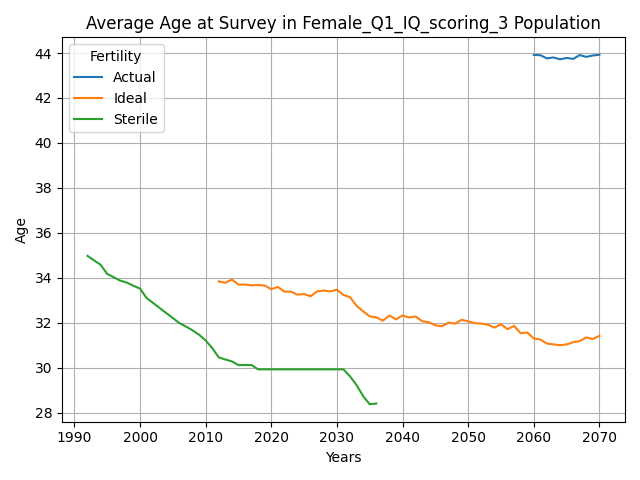 Average Age at Survey in Female_Q1_IQ_scoring_3 Population
Fertility
Actual
Ideal
Sterile
44
42
40
38
36
34
32
30
28
Age
1990 2000 2010 2020 2030 2040 2050 2060 2070
Years